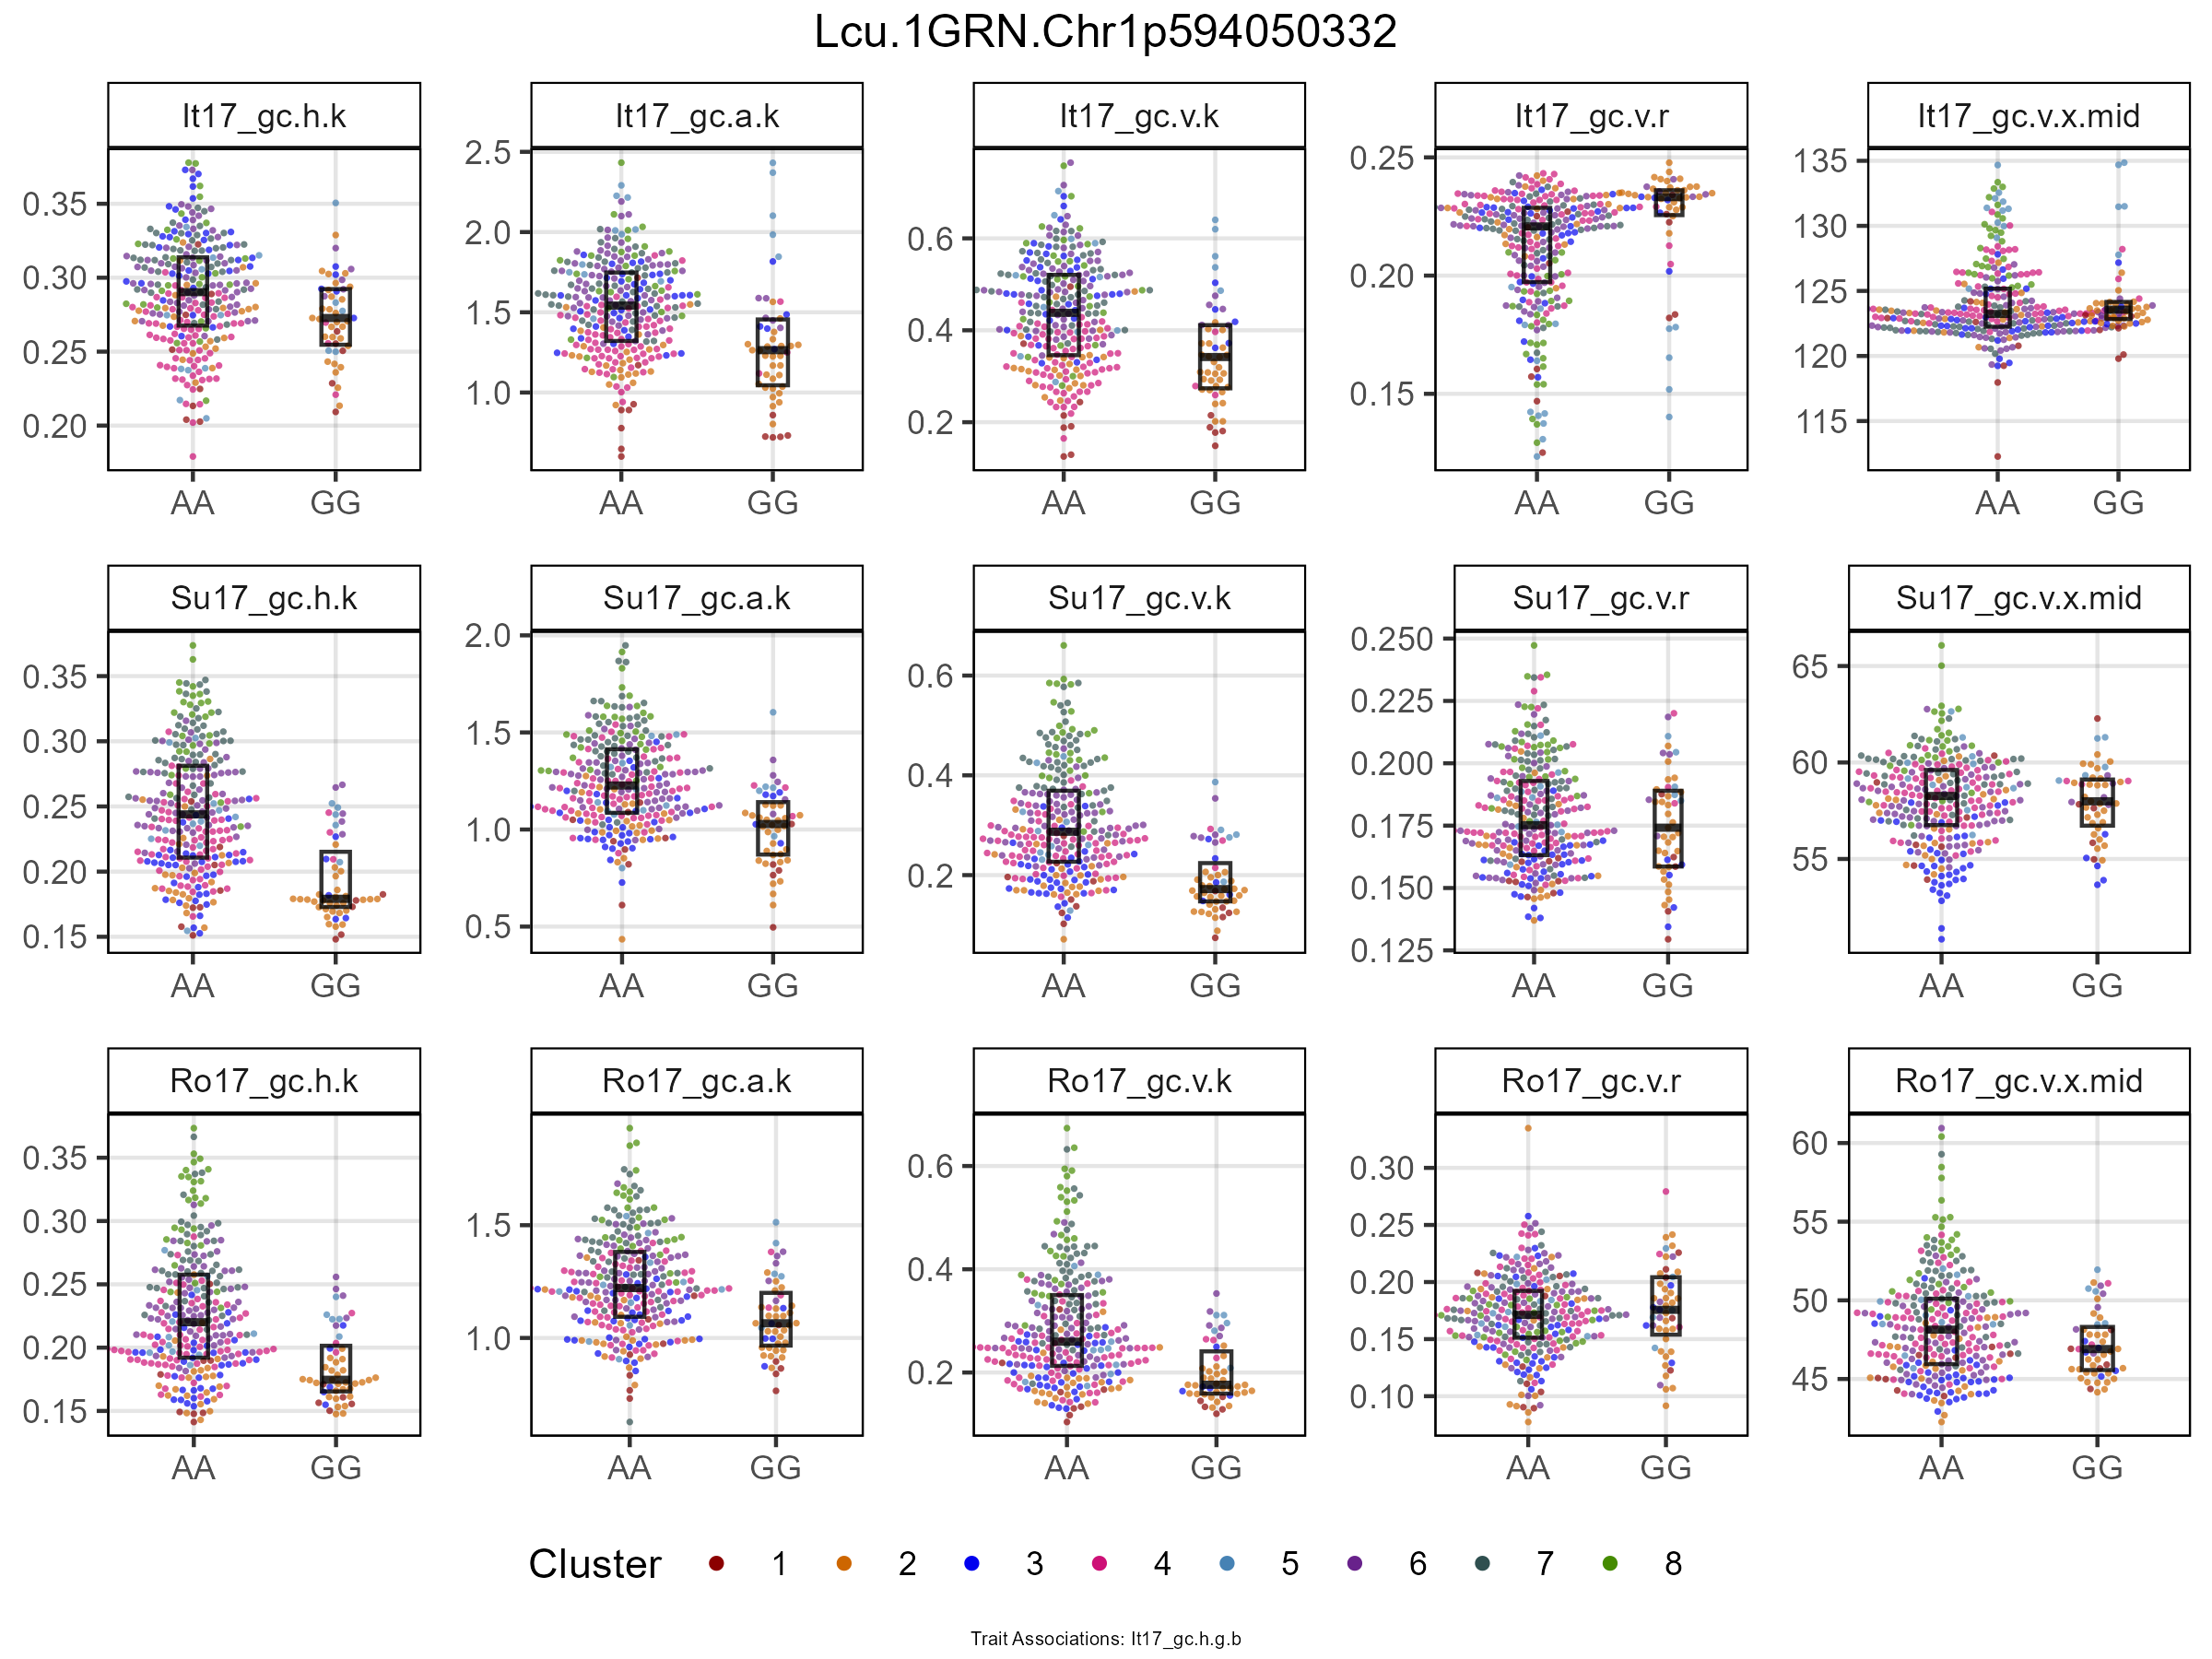 Lcu.1GRN.Chr1p594050332
It17_gc.h.k It17_gc.a.k It17_gc.v.k It17_gc.v.r It17_gc.v.x.mid
0.35 0.30 0.25 0.20
2.5 2.0 1.5 1.0
0.6 0.4 0.2
0.25 0.20 0.15
135 130 125 120 115
AA GG AA GG AA GG AA GG AA GG
Su17_gc.h.k Su17_gc.a.k Su17_gc.v.k Su17_gc.v.r Su17_gc.v.x.mid
0.35 0.30 0.25 0.20 0.15
2.0 1.5 1.0 0.5
0.6 0.4 0.2
0.250 0.225 0.200 0.175 0.150 0.125
65 60 55
AA GG AA GG AA GG AA GG AA GG
Ro17_gc.h.k Ro17_gc.a.k Ro17_gc.v.k Ro17_gc.v.r Ro17_gc.v.x.mid
0.35 0.30 0.25 0.20 0.15
1.5 1.0
0.6 0.4 0.2
0.30 0.25 0.20 0.15 0.10
60 55 50 45
AA GG AA GG AA GG AA GG AA GG
Cluster 1 2 3 4 5 6 7 8
Trait Associations: It17_gc.h.g.b